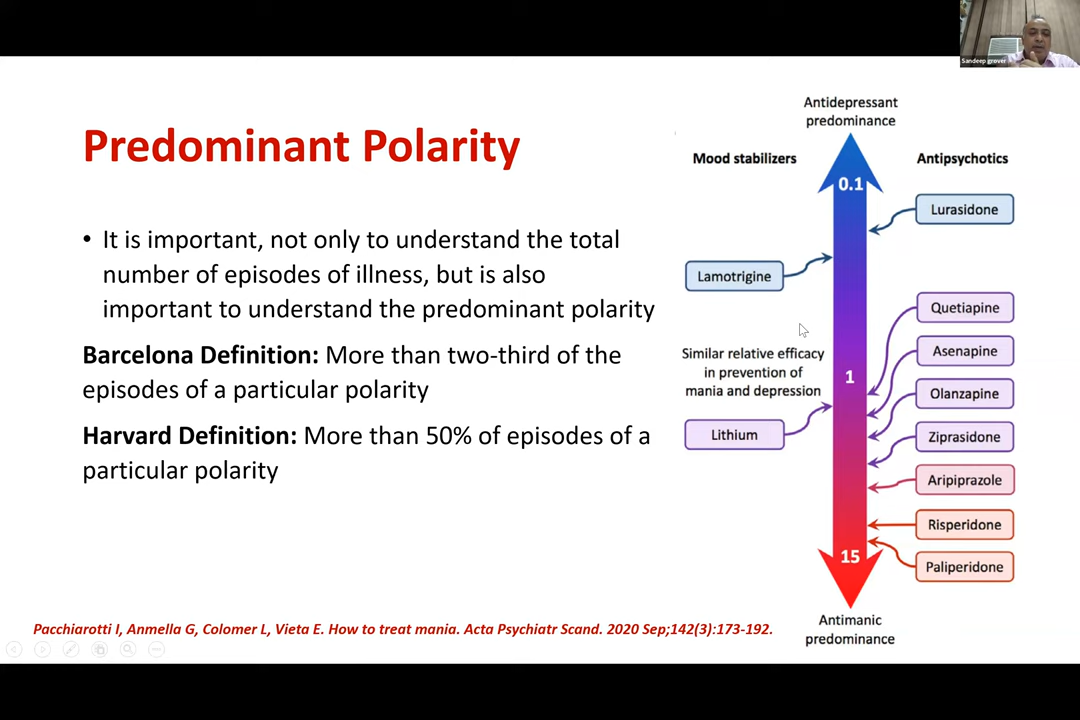 Sandeep grover
Predominant Polarity
• It is important, not only to understand the total
number of episodes of illness, but is also
important to understand the predominant polarity
Barcelona Definition: More than two-third of the
episodes of a particular polarity
Harvard Definition: More than 50% of episodes of a
particular polarity
Antidepressant
predominance
Mood stabilizers
Antipsychotics
0.1
Lurasidone
Lamotrigine
Quetiapine
Similar relative efficacy
in prevention of
mania and depression
1
Asenapine
Olanzapine
Lithium
Ziprasidone
Aripiprazole
Risperidone
15
Paliperidone
Antimanic
predominance
Pacchiarotti I, Anmella G, Colomer L, Vieta E. How to treat mania. Acta Psychiatr Scand. 2020 Sep;142(3):173-192.